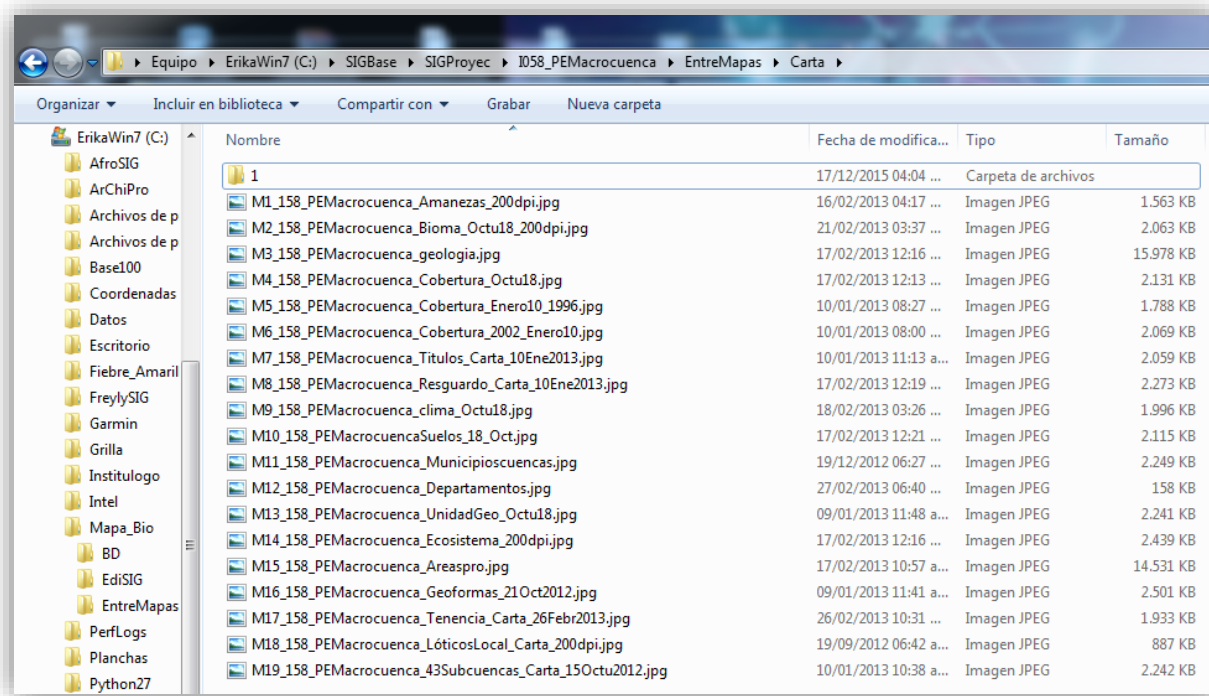 Equipo ErikaWin7 (C:) SIGBase SIGProyec I058_PEMacrocuenca EntreMapas Carta
Organizar Incluir en biblioteca Compartir con Grabar Nueva carpeta
ErikaWin7 (C:)
AfroSIG
ArChiPro
Archivos de p
Archivos de p
Base100
Coordenadas
Datos
Escritorio
Fiebre_Amaril
FreylySIG
Garmin
Grilla
Institulogo
Intel
Mapa_Bio
BD
EdiSIG
EntreMapas
PerfLogs
Planchas
Python27
Nombre Fecha de modifica... Tipo Tamaño
1 17/12/2015 04:04 ... Carpeta de archivos
M1_158_PEMacrocuenca_Amanezas_200dpi.jpg 16/02/2013 04:17 ... Imagen JPEG 1.563 KB
M2_158_PEMacrocuenca_Bioma_Octu18_200dpi.jpg 21/02/2013 03:37 ... Imagen JPEG 2.063 KB
M3_158_PEMacrocuenca_geologia.jpg 17/02/2013 12:16 ... Imagen JPEG 15.978 KB
M4_158_PEMacrocuenca_Cobertura_Octu18.jpg 17/02/2013 12:13 ... Imagen JPEG 2.131 KB
M5_158_PEMacrocuenca_Cobertura_Enero10_1996.jpg 10/01/2013 08:27 ... Imagen JPEG 1.788 KB
M6_158_PEMacrocuenca_Cobertura_2002_Enero10.jpg 10/01/2013 08:00 ... Imagen JPEG 2.069 KB
M7_158_PEMacrocuenca_Titulos_Carta_10Ene2013.jpg 10/01/2013 11:13 a... Imagen JPEG 2.059 KB
M8_158_PEMacrocuenca_Resguardo_Carta_10Ene2013.jpg 17/02/2013 12:19 ... Imagen JPEG 2.273 KB
M9_158_PEMacrocuenca_clima_Octu18.jpg 18/02/2013 03:26 ... Imagen JPEG 1.996 KB
M10_158_PEMacrocuencaSuelos_18_Oct.jpg 17/02/2013 12:21 ... Imagen JPEG 2.115 KB
M11_158_PEMacrocuenca_Municipioscuencas.jpg 19/12/2012 06:27 ... Imagen JPEG 2.249 KB
M12_158_PEMacrocuenca_Departamentos.jpg 27/02/2013 06:40 ... Imagen JPEG 158 KB
M13_158_PEMacrocuenca_UnidadGeo_Octu18.jpg 09/01/2013 11:48 a... Imagen JPEG 2.241 KB
M14_158_PEMacrocuenca_Ecosistema_200dpi.jpg 17/02/2013 12:16 ... Imagen JPEG 2.439 KB
M15_158_PEMacrocuenca_Areaspro.jpg 17/02/2013 10:57 a... Imagen JPEG 14.531 KB
M16_158_PEMacrocuenca_Geoformas_21Oct2012.jpg 09/01/2013 11:41 a... Imagen JPEG 2.501 KB
M17_158_PEMacrocuenca_Tenencia_Carta_26Febr2013.jpg 26/02/2013 10:31 ... Imagen JPEG 1.933 KB
M18_158_PEMacrocuenca_LóticosLocal_Carta_200dpi.jpg 19/09/2012 06:42 a... Imagen JPEG 887 KB
M19_158_PEMacrocuenca_43Subcuencas_Carta_15Octu2012.jpg 10/01/2013 10:38 a... Imagen JPEG 2.242 KB